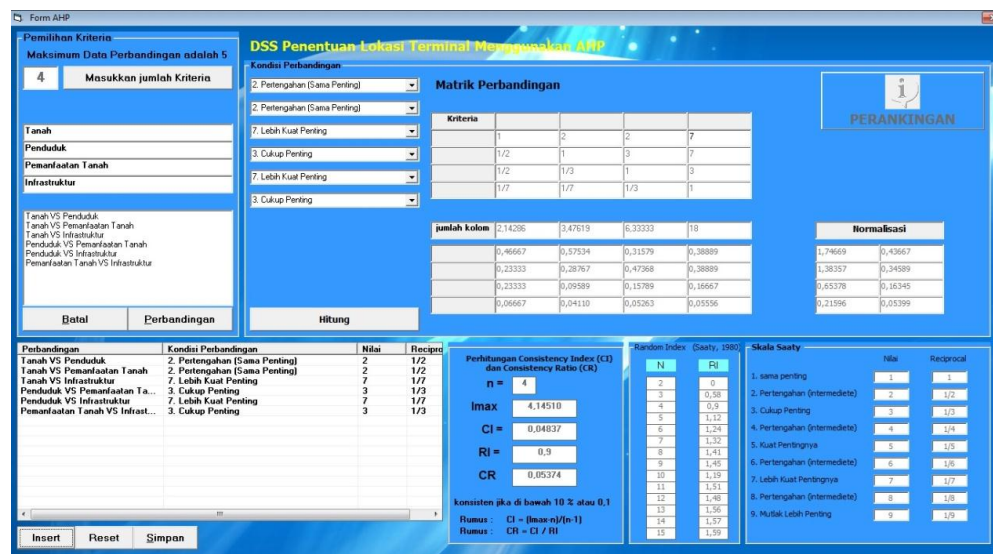 Form AHP
Pemilihan Kriteria
Maksimum Data Perbandingan adalah 5
4 Masukkan jumlah Kriteria
Tanah
Penduduk
Pemanfaatan Tanah
Infrastruktur
Tanah VS Penduduk
Tanah VS Pemanfaatan Tanah
Tanah VS Infrastruktur
Penduduk VS Pemanfaatan Tanah
Penduduk VS Infrastruktur
Pemanfaatan Tanah VS Infrastruktur
Batal Perbandingan
DSS Penentuan Lokasi Terminal Menggunakan AHP
Kondisi Perbandingan
2. Pertengahan (Sama Penting)
2. Pertengahan (Sama Penting)
7. Lebih Kuat Penting
3. Cukup Penting
7. Lebih Kuat Penting
3. Cukup Penting
Hitung
Matrik Perbandingan
Kriteria
1 2 2 7
1/2 1 3 7
1/2 1/3 1 3
1/7 1/7 1/3 1
jumlah kolom 2,14286 3,47619 6,33333 18
0,46667 0,57534 0,31579 0,38889
0,23333 0,28767 0,47368 0,38889
0,23333 0,09589 0,15789 0,16667
0,06667 0,04110 0,05263 0,05556
i
PERANKINGAN
Normalisasi
1,74669 0,43667
1,38357 0,34589
0,65378 0,16345
0,21596 0,05399
Perbandingan Kondisi Perbandingan Nilai Recipro
Tanah VS Penduduk 2. Pertengahan (Sama Penting) 2 1/2
Tanah VS Pemanfaatan Tanah 2. Pertengahan (Sama Penting) 2 1/2
Tanah VS Infrastruktur 7. Lebih Kuat Penting 7 1/7
Penduduk VS Pemanfaatan Ta... 3. Cukup Penting 3 1/3
Penduduk VS Infrastruktur 7. Lebih Kuat Penting 7 1/7
Pemanfaatan Tanah VS Infrast... 3. Cukup Penting 3 1/3
Insert Reset Simpan
Perhitungan Consistency Index (CI)
dan Consistency Ratio (CR)
n = 4
lmax 4,14510
CI = 0,04837
RI = 0,9
CR 0,05374
konsisten jika di bawah 10 % atau 0,1
Rumus : CI = (lmax-n)/(n-1)
Rumus : CR = CI / RI
Random Index (Saaty, 1980)
N RI
2 0
3 0,58
4 0,9
5 1,12
6 1,24
7 1,32
8 1,41
9 1,45
10 1,19
11 1,51
12 1,48
13 1,56
14 1,57
15 1,59
Skala Saaty
Nilai Reciprocal
1. sama penting 1 1
2. Pertengahan (intermediete) 2 1/2
3. Cukup Penting 3 1/3
4. Pertengahan (intermediete) 4 1/4
5. Kuat Pentingnya 5 1/5
6. Pertengahan (intermediete) 6 1/6
7. Lebih Kuat Pentingnya 7 1/7
8. Pertengahan (intermediete) 8 1/8
9. Mutlak Lebih Penting 9 1/9